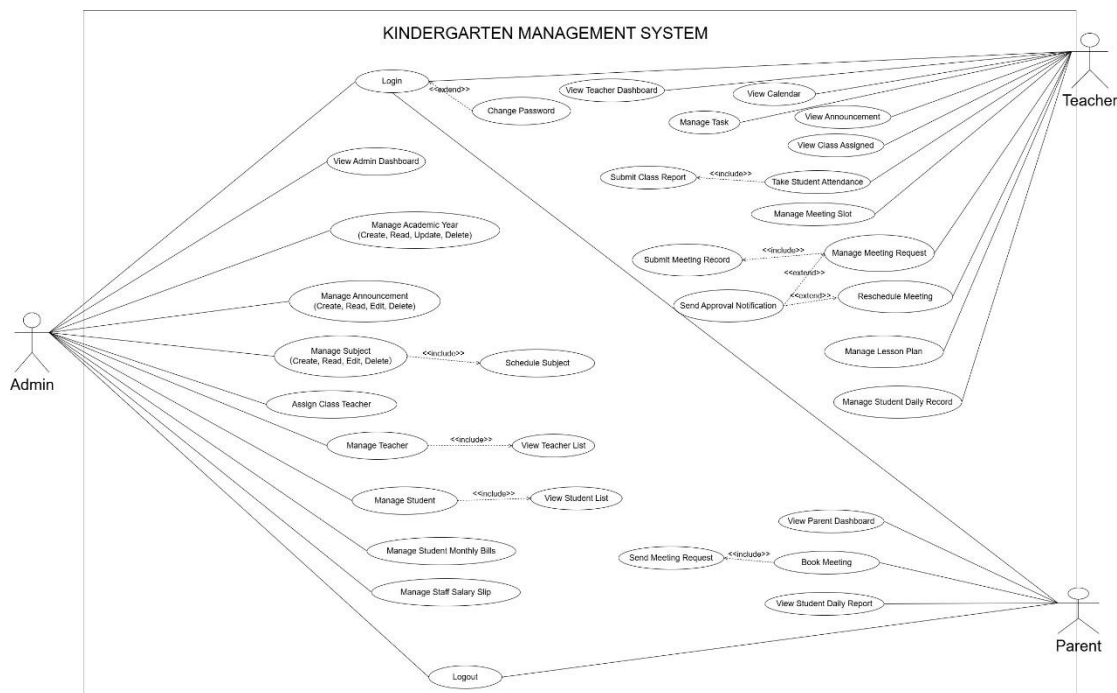 KINDERGARTEN MANAGEMENT SYSTEM
Login
<<extend>>
Change Password
View Teacher Dashboard
View Calendar
Teacher
Manage Task
View Announcement
View Class Assigned
View Admin Dashboard
Submit Class Report
<<include>>
Take Student Attendance
Manage Meeting Slot
Manage Academic Year
(Create, Read, Update, Delete)
Submit Meeting Record
<<include>>
Manage Meeting Request
<<extend>>
Manage Announcement
(Create, Read, Edit, Delete)
Send Approval Notification
<<extend>>
Reschedule Meeting
Admin
Manage Subject
(Create, Read, Edit, Delete)
<<include>>
Schedule Subject
Manage Lesson Plan
Assign Class Teacher
Manage Student Daily Record
Manage Teacher
<<include>>
View Teacher List
Manage Student
<<include>>
View Student List
View Parent Dashboard
Manage Student Monthly Bills
Send Meeting Request
<<include>>
Book Meeting
Manage Staff Salary Slip
View Student Daily Report
Parent
Logout